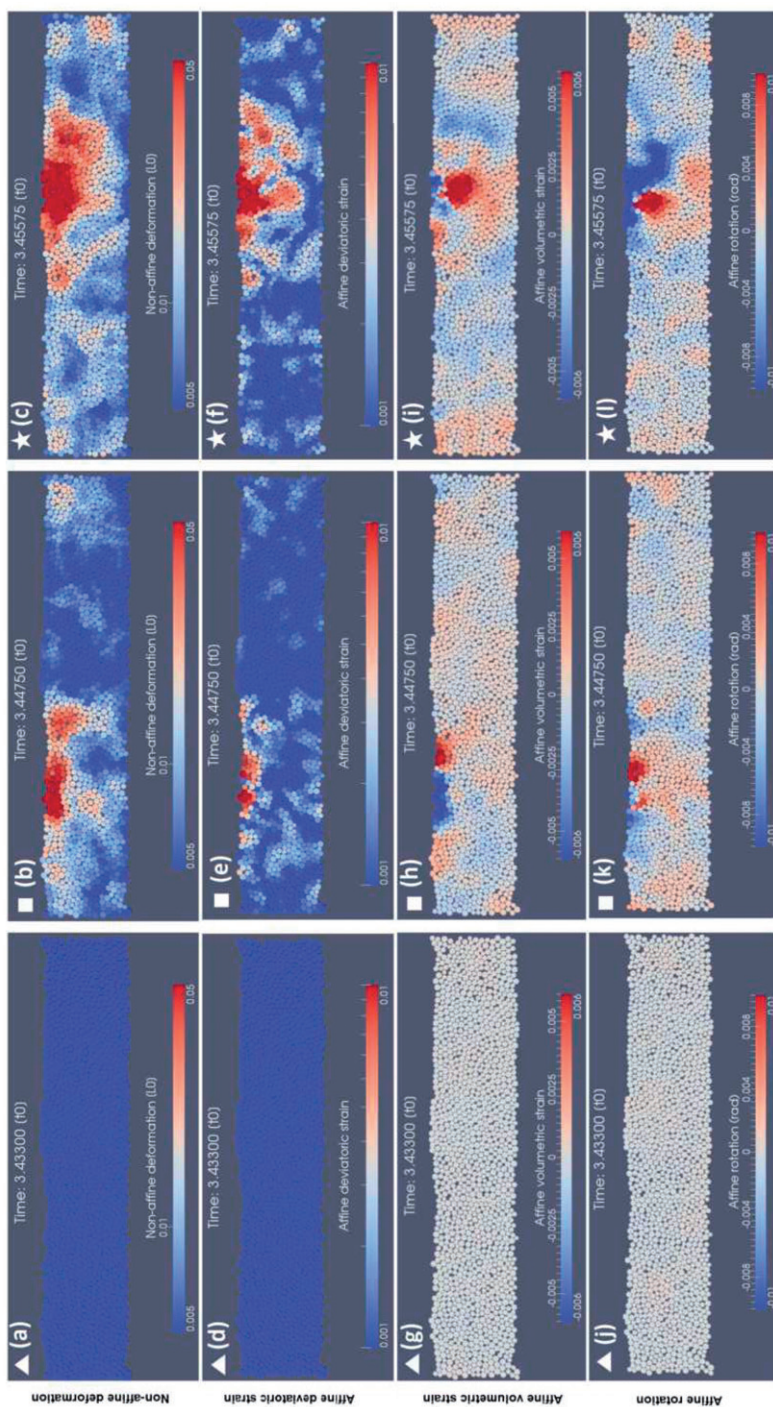 Non-affine deformation
(a)
Time: 3.43300 (t0)
Non-affine deformation (L0)
0.005 0.01 0.05
(b)
Time: 3.44750 (t0)
Non-affine deformation (L0)
0.005 0.01 0.05
(c)
Time: 3.45575 (t0)
Non-affine deformation (L0)
0.005 0.01 0.05
Affine deviatoric strain
(d)
Time: 3.43300 (t0)
Affine deviatoric strain
0.001 0.01
(e)
Time: 3.44750 (t0)
Affine deviatoric strain
0.001 0.01
(f)
Time: 3.45575 (t0)
Affine deviatoric strain
0.001 0.01
Affine volumetric strain
(g)
Time: 3.43300 (t0)
Affine volumetric strain
-0.005 -0.0025 0 0.0025 0.005
-0.006 0.006
(h)
Time: 3.44750 (t0)
Affine volumetric strain
-0.005 -0.0025 0 0.0025 0.005
-0.006 0.006
(i)
Time: 3.45575 (t0)
Affine volumetric strain
-0.005 -0.0025 0 0.0025 0.005
-0.006 0.006
Affine rotation
(j)
Time: 3.43300 (t0)
Affine rotation (rad)
-0.008 -0.004 0 0.004 0.008
-0.01 0.01
(k)
Time: 3.44750 (t0)
Affine rotation (rad)
-0.008 -0.004 0 0.004 0.008
-0.01 0.01
(l)
Time: 3.45575 (t0)
Affine rotation (rad)
-0.008 -0.004 0 0.004 0.008
-0.01 0.01